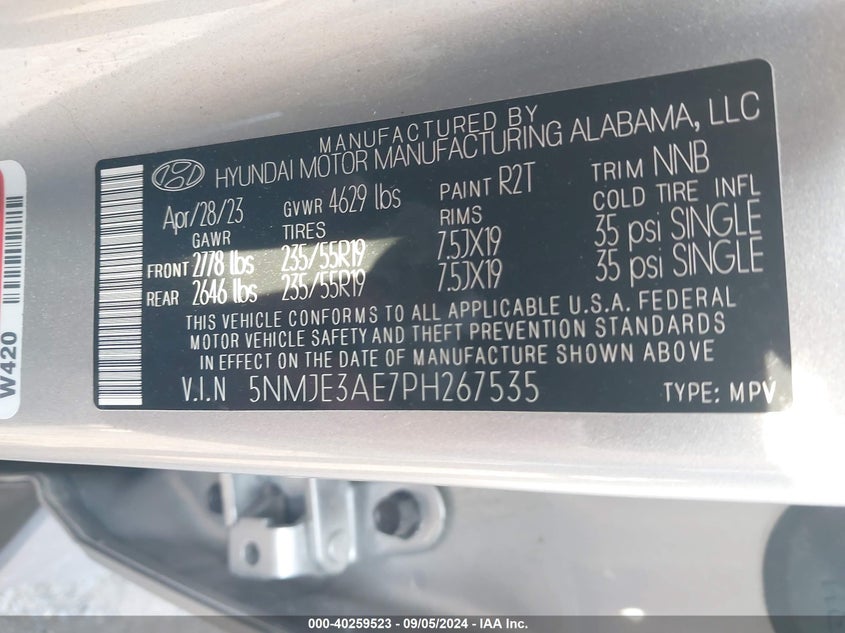 MANUFACTURED BY
HYUNDAI MOTOR MANUFACTURING ALABAMA, LLC
Apr/28/23 GVWR 4629 lbs PAINT R2T TRIM NNB
GAWR TIRES RIMS COLD TIRE INFL
FRONT 2778 lbs 235/55R19 7.5JX19 35 psi SINGLE
REAR 2646 lbs 235/55R19 7.5JX19 35 psi SINGLE
THIS VEHICLE CONFORMS TO ALL APPLICABLE U.S.A. FEDERAL
MOTOR VEHICLE SAFETY AND THEFT PREVENTION STANDARDS
IN EFFECT ON THE DATE OF MANUFACTURE SHOWN ABOVE
V.I.N 5NMJE3AE7PH267535 TYPE: MPV
W420
000-40259523 - 09/05/2024 - IAA Inc.